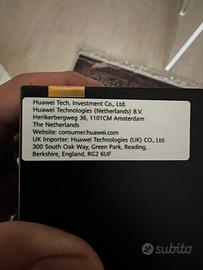 Huawei Tech. Investment Co., Ltd.
Huawei Technologies (Netherlands) B.V.
Herikerbergweg 36, 1101CM Amsterdam
The Netherlands
Website: consumer.huawei.com
UK Importer: Huawei Technologies (UK) CO., Ltd.
300 South Oak Way, Green Park, Reading,
Berkshire, England, RG2 6UF
subito